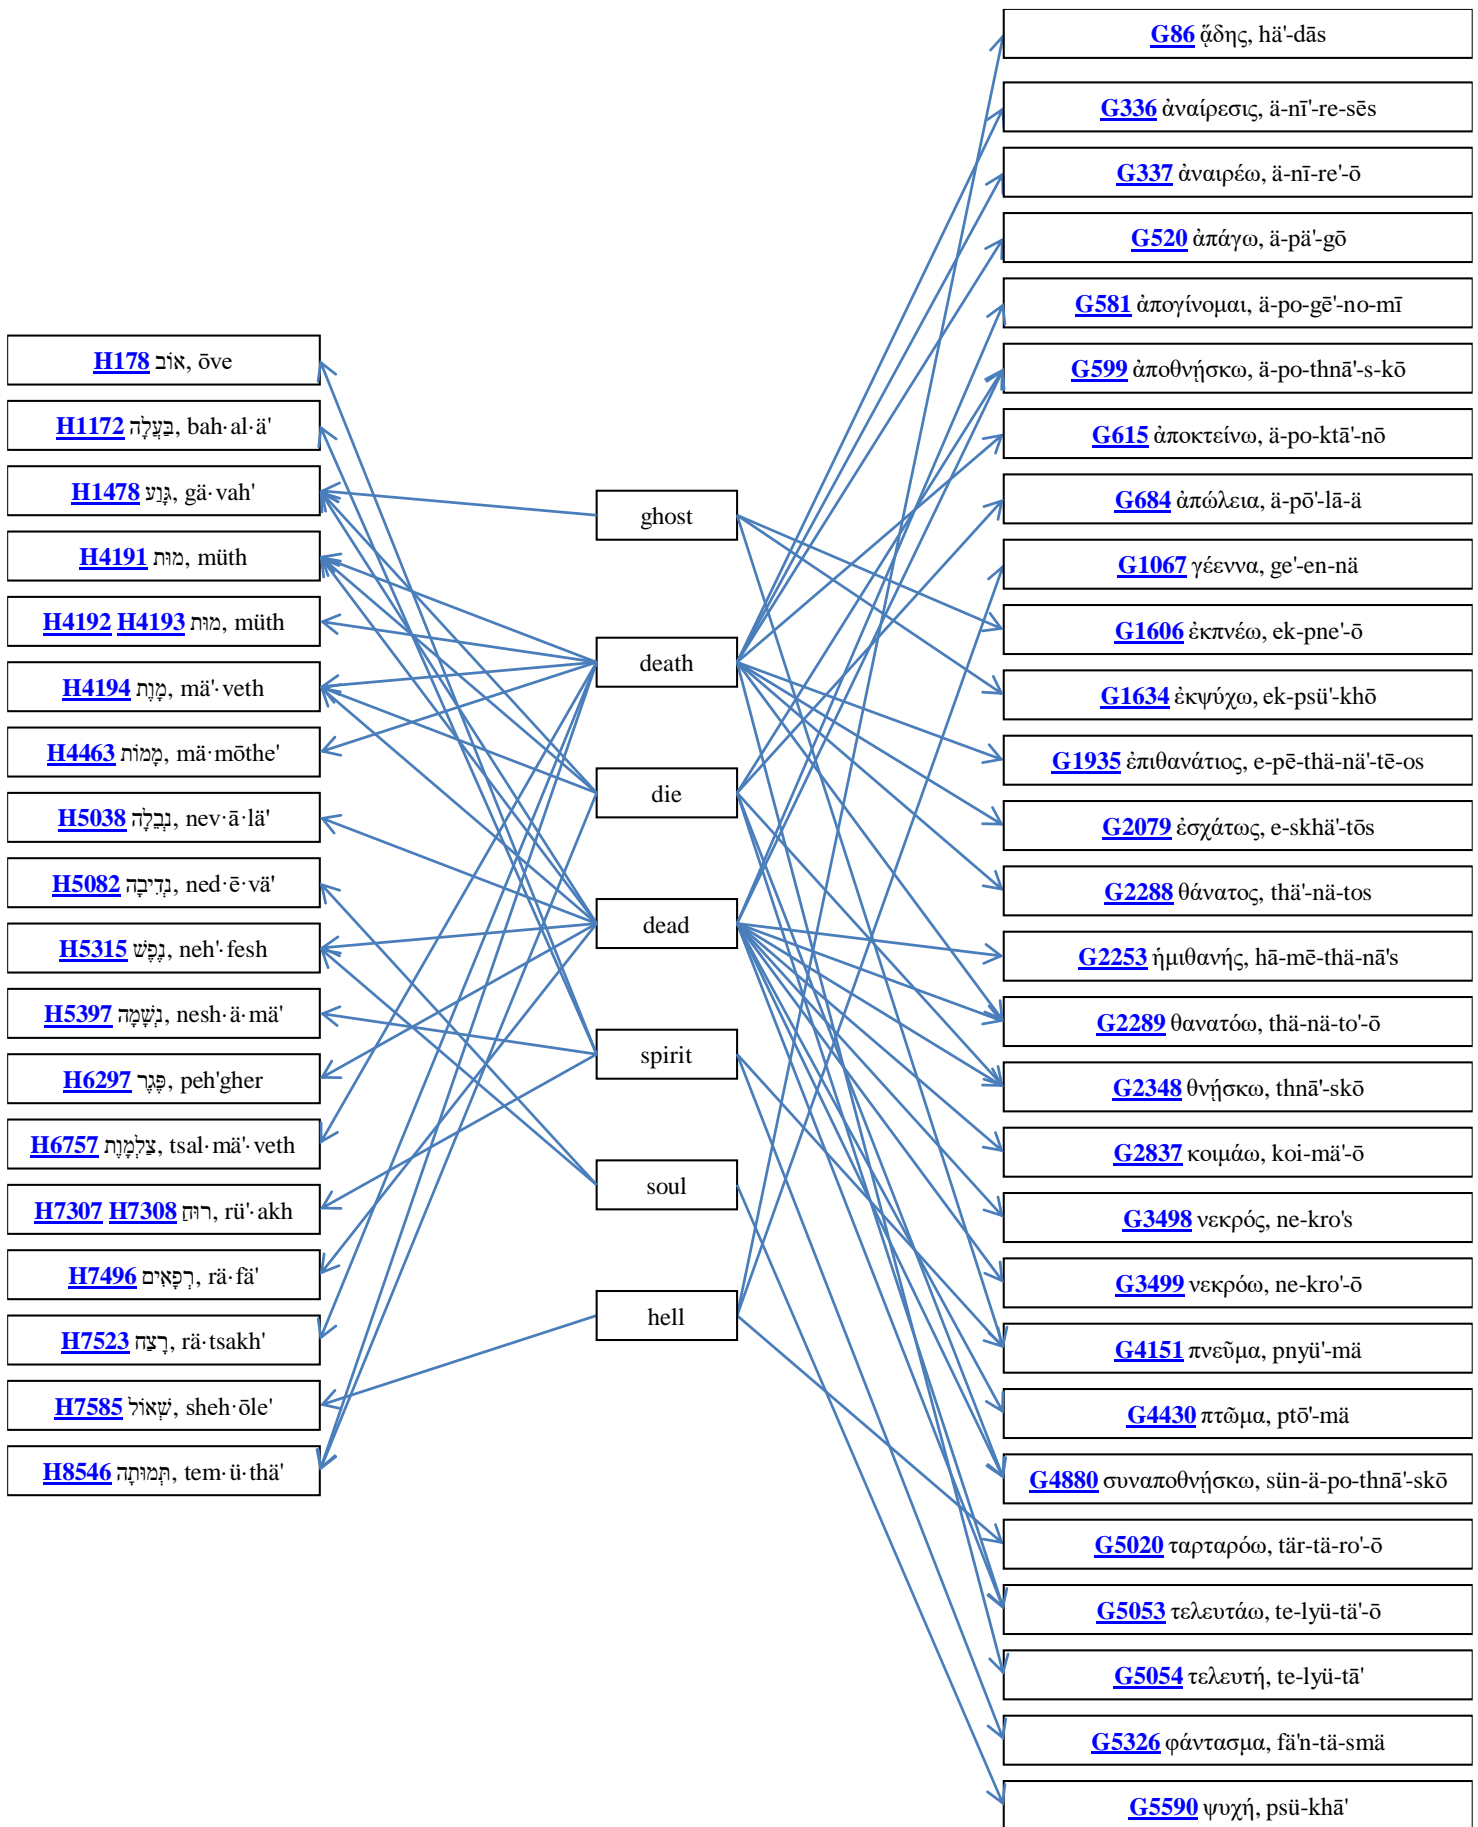 H178 אוֹב, ōve
H1172 בַּעֲלָה, bah·al·ä'
H1478 גָּוַע, gä·vah'
H4191 מוּת, müth
H4192 H4193 מוּת, müth
H4194 מָוֶת, mä'·veth
H4463 מָמוֹת, mä·mōthe'
H5038 נְבֵלָה, nev·ā·lä'
H5082 נְדִיבָה, ned·ē·vä'
H5315 נֶפֶשׁ, neh'·fesh
H5397 נְשָׁמָה, nesh·ä·mä'
H6297 פֶּגֶר, peh'gher
H6757 צַלְמָוֶת, tsal·mä'·veth
H7307 H7308 רוּחַ, rü'·akh
H7496 רְפָאִים, rä·fä'
H7523 רָצַח, rä·tsakh'
H7585 שְׁאוֹל, sheh·ōle'
H8546 תְּמוּתָה, tem·ü·thä'
ghost
death
die
dead
spirit
soul
hell
G86 ᾅδης, hä'-dās
G336 ἀναίρεσις, ä-nī'-re-sēs
G337 ἀναιρέω, ä-nī-re'-ō
G520 ἀπάγω, ä-pä'-gō
G581 ἀπογίνομαι, ä-po-gē'-no-mī
G599 ἀποθνῄσκω, ä-po-thnā'-s-kō
G615 ἀποκτείνω, ä-po-ktā'-nō
G684 ἀπώλεια, ä-pō'-lā-ä
G1067 γέεννα, ge'-en-nä
G1606 ἐκπνέω, ek-pne'-ō
G1634 ἐκψύχω, ek-psü'-khō
G1935 ἐπιθανάτιος, e-pē-thä-nä'-tē-os
G2079 ἐσχάτως, e-skhä'-tōs
G2288 θάνατος, thä'-nä-tos
G2253 ἡμιθανής, hā-mē-thä-nā's
G2289 θανατόω, thä-nä-to'-ō
G2348 θνῄσκω, thnā'-skō
G2837 κοιμάω, koi-mä'-ō
G3498 νεκρός, ne-kro's
G3499 νεκρόω, ne-kro'-ō
G4151 πνεῦμα, pnyü'-mä
G4430 πτῶμα, ptō'-mä
G4880 συναποθνῄσκω, sün-ä-po-thnā'-skō
G5020 ταρταρόω, tär-tä-ro'-ō
G5053 τελευτάω, te-lyü-tä'-ō
G5054 τελευτή, te-lyü-tā'
G5326 φάντασμα, fä'n-tä-smä
G5590 ψυχή, psü-khā'